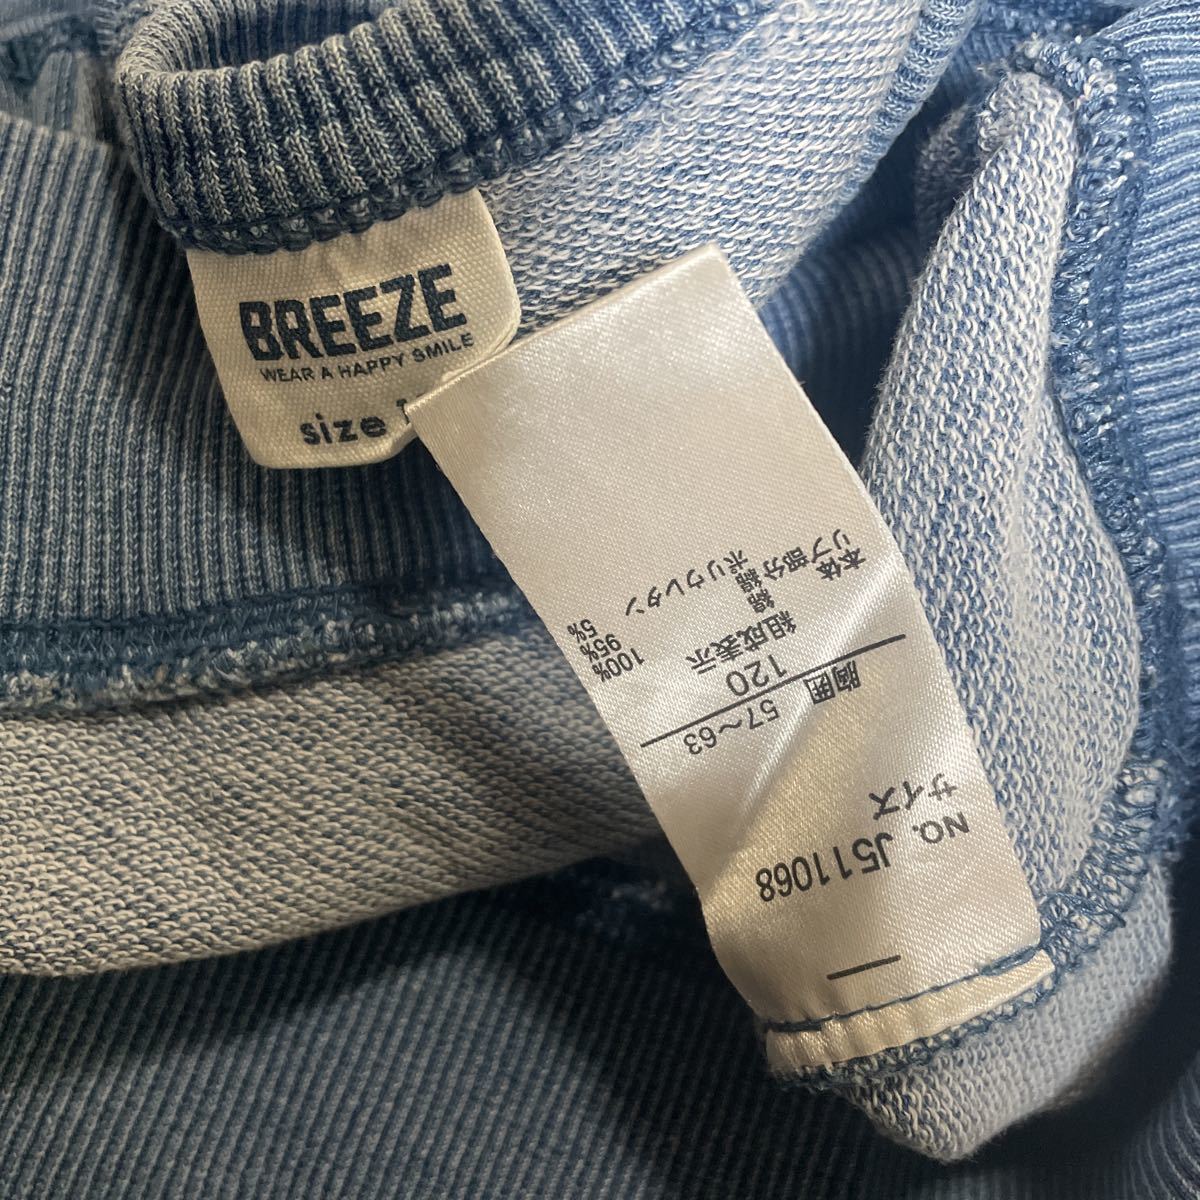 BREEZE
WEAR A HAPPY SMILE
size
NO. J511068
サイズ
120
胸囲 57～63
組成表示
本体 綿 100%
リブ部分 綿 95%
ポリウレタン 5%